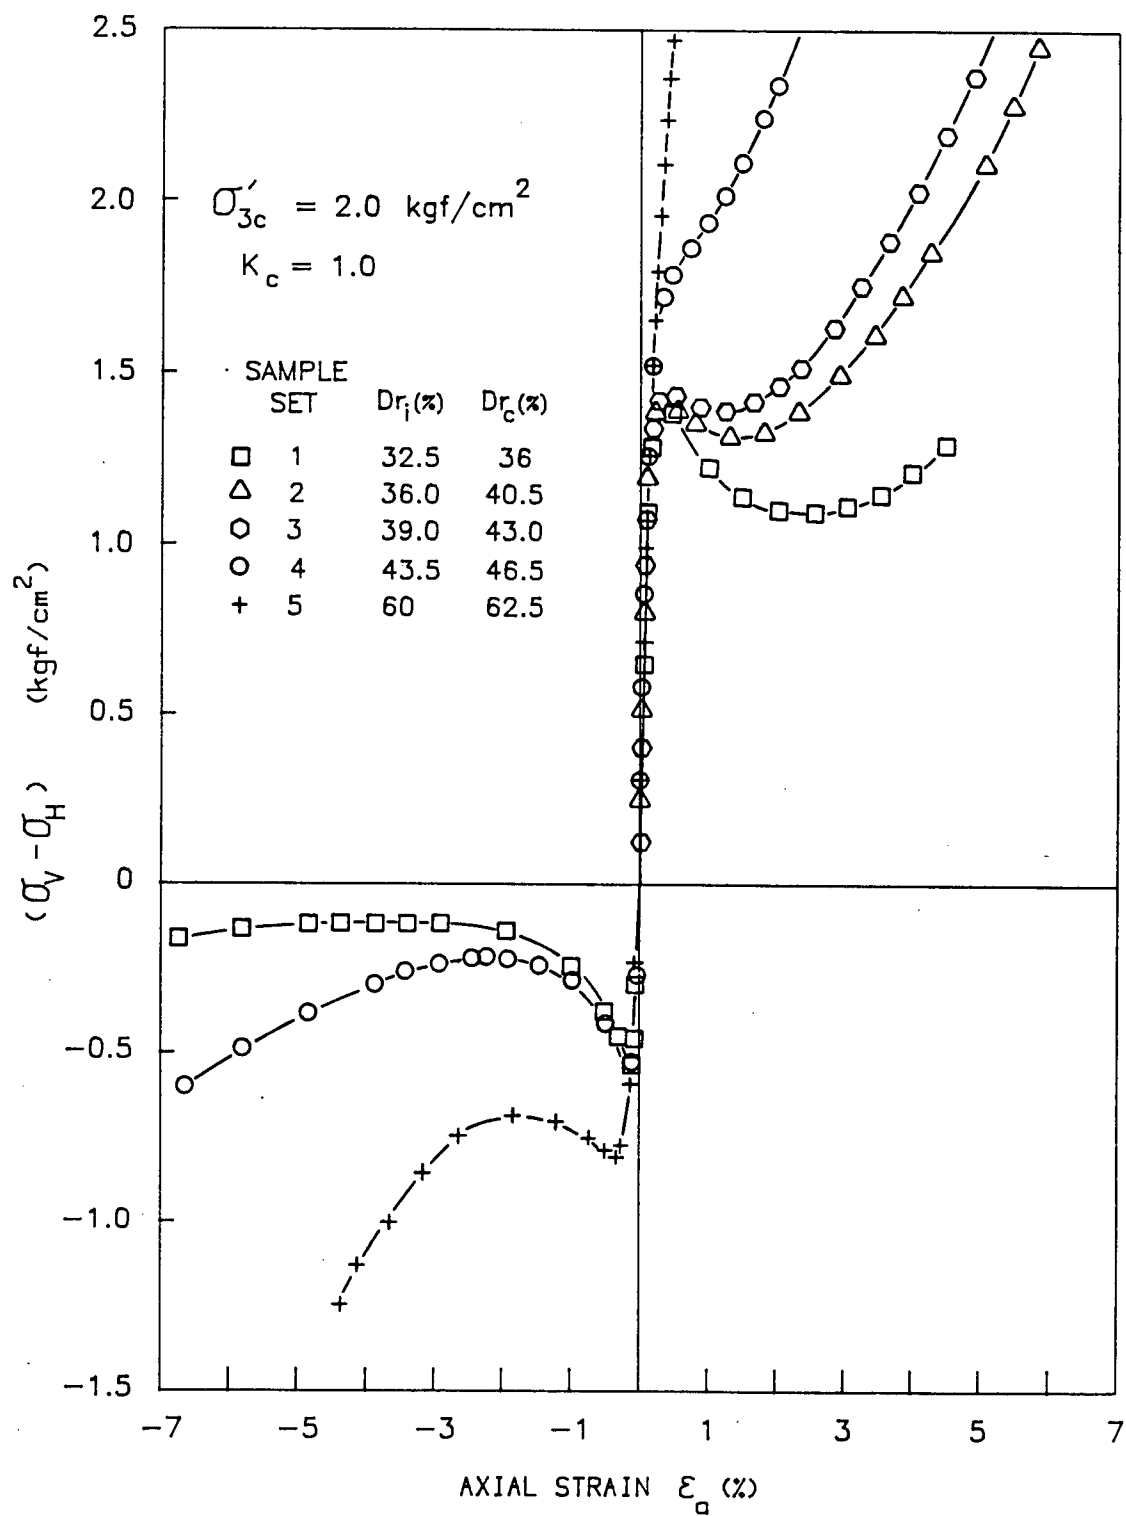 2.5
2.0
1.5
1.0
0.5
0
−0.5
−1.0
−1.5
(σV − σH) (kgf/cm²)
σ′3c = 2.0 kgf/cm²
Kc = 1.0
SAMPLE
SET Dri(%) Drc(%)
□ 1 32.5 36
△ 2 36.0 40.5
⬡ 3 39.0 43.0
○ 4 43.5 46.5
+ 5 60 62.5
−7 −5 −3 −1 1 3 5 7
AXIAL STRAIN εa (%)